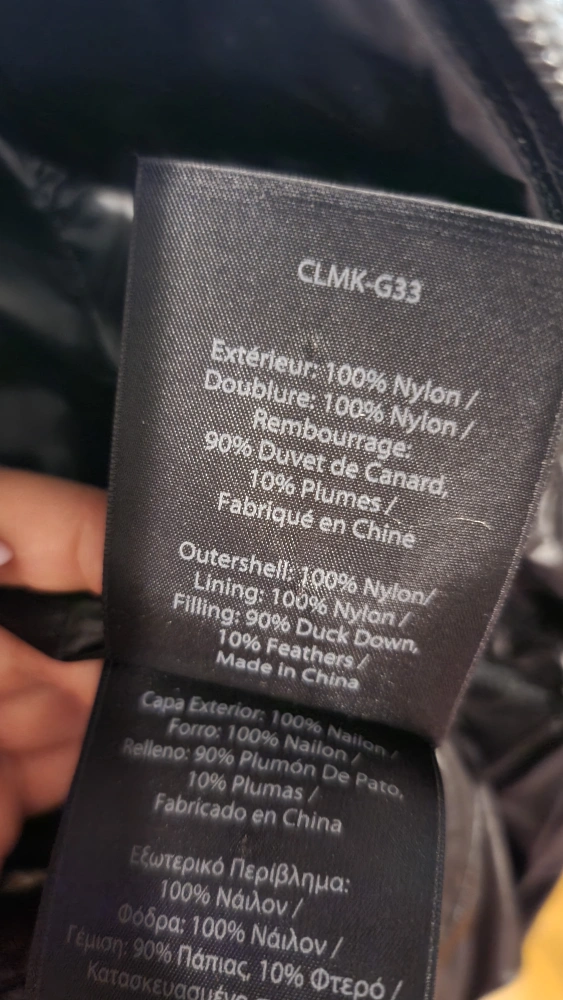 CLMK-G33
Extérieur: 100% Nylon /
Doublure: 100% Nylon /
Rembourrage:
90% Duvet de Canard,
10% Plumes /
Fabriqué en Chine
Outershell: 100% Nylon/
Lining: 100% Nylon /
Filling: 90% Duck Down,
10% Feathers /
Made in China
Capa Exterior: 100% Nailon /
Forro: 100% Nailon /
Relleno: 90% Plumón De Pato,
10% Plumas /
Fabricado en China
Εξωτερικό Περίβλημα:
100% Νάιλον /
Φόδρα: 100% Νάιλον /
Γέμιση: 90% Πάπιας, 10% Φτερό /
Κατασκευασμένο